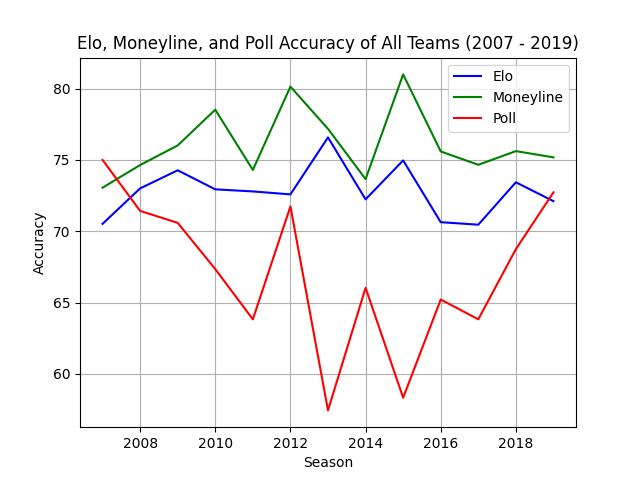 Elo, Moneyline, and Poll Accuracy of All Teams (2007 - 2019)
Elo
Moneyline
Poll
80
75
70
65
60
Accuracy
2008 2010 2012 2014 2016 2018
Season